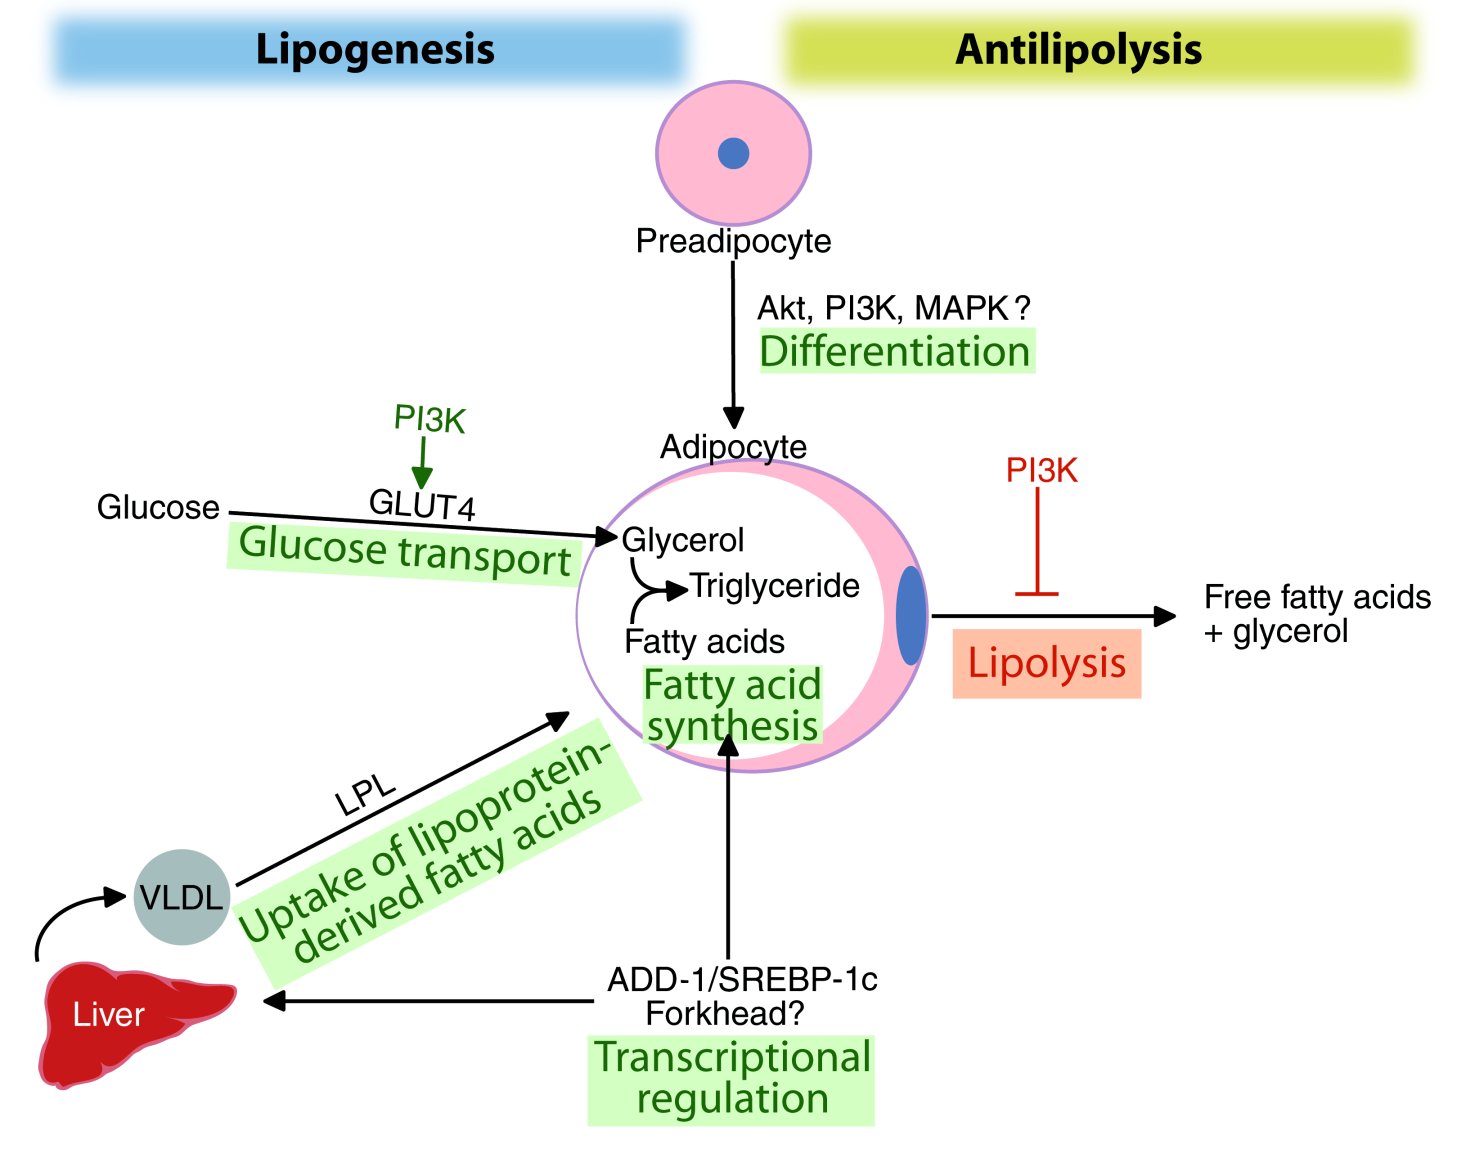 Lipogenesis
Antilipolysis
Preadipocyte
Akt, PI3K, MAPK?
Differentiation
PI3K
Adipocyte
PI3K
Glucose
GLUT4
Glucose transport
Glycerol
Triglyceride
Fatty acids
Fatty acid
synthesis
Free fatty acids
+ glycerol
Lipolysis
LPL
Uptake of lipoprotein-
derived fatty acids
VLDL
Liver
ADD-1/SREBP-1c
Forkhead?
Transcriptional
regulation